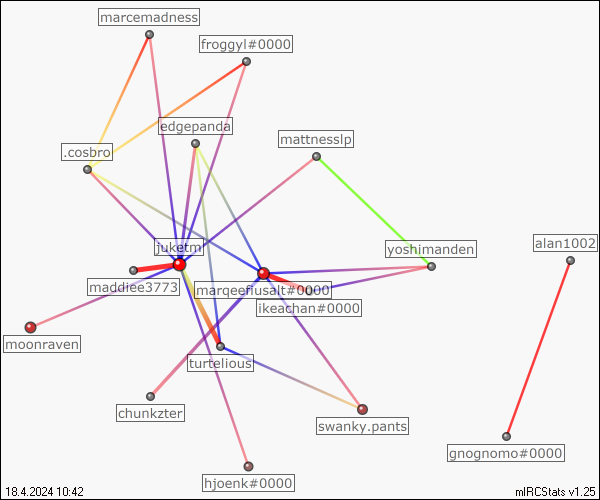 marcemadness
froggyl#0000
edgepanda
mattnesslp
.cosbro
juketm
yoshimanden
alan1002
maddiee3773
marqeefiusalt#0000
ikeachan#0000
moonraven
turtelious
chunkzter
swanky.pants
gnognomo#0000
hjoenk#0000
18.4.2024 10:42
mIRCStats v1.25